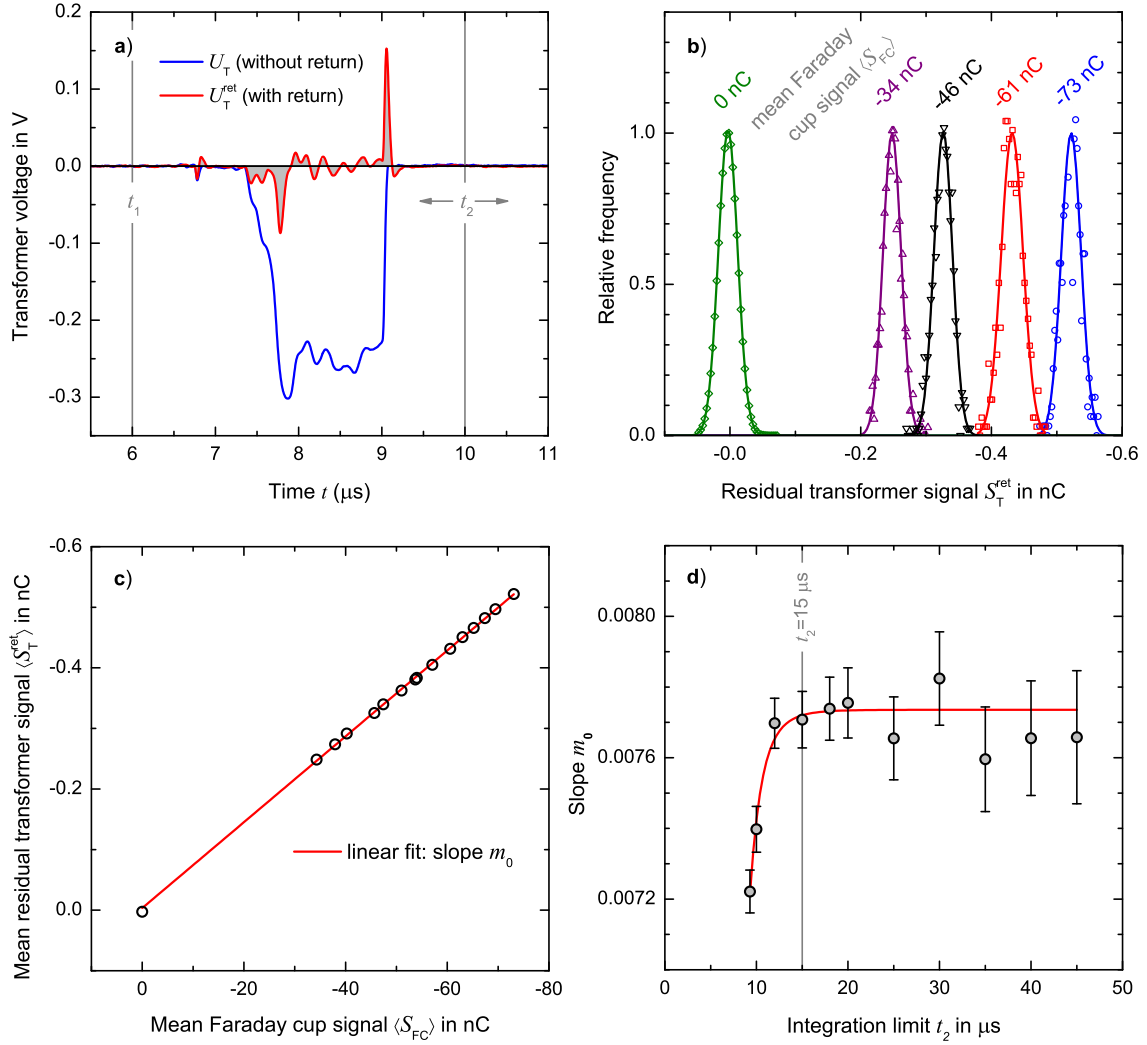 a)
U_T (without return)
U_T^ret (with return)
t_1
t_2
0.2
0.1
0.0
-0.1
-0.2
-0.3
Transformer voltage in V
5 6 7 8 9 10 11
Time t (μs)
b)
mean Faraday
cup signal ⟨S_FC⟩
0 nC
-34 nC
-46 nC
-61 nC
-73 nC
1.0
0.5
0.0
Relative frequency
-0.0 -0.2 -0.4 -0.6
Residual transformer signal S_T^ret in nC
c)
-0.6
-0.4
-0.2
0.0
Mean residual transformer signal ⟨S_T^ret⟩ in nC
linear fit: slope m_0
0 -20 -40 -60 -80
Mean Faraday cup signal ⟨S_FC⟩ in nC
d)
t_2=15 μs
0.0080
0.0076
0.0072
Slope m_0
0 10 20 30 40 50
Integration limit t_2 in μs